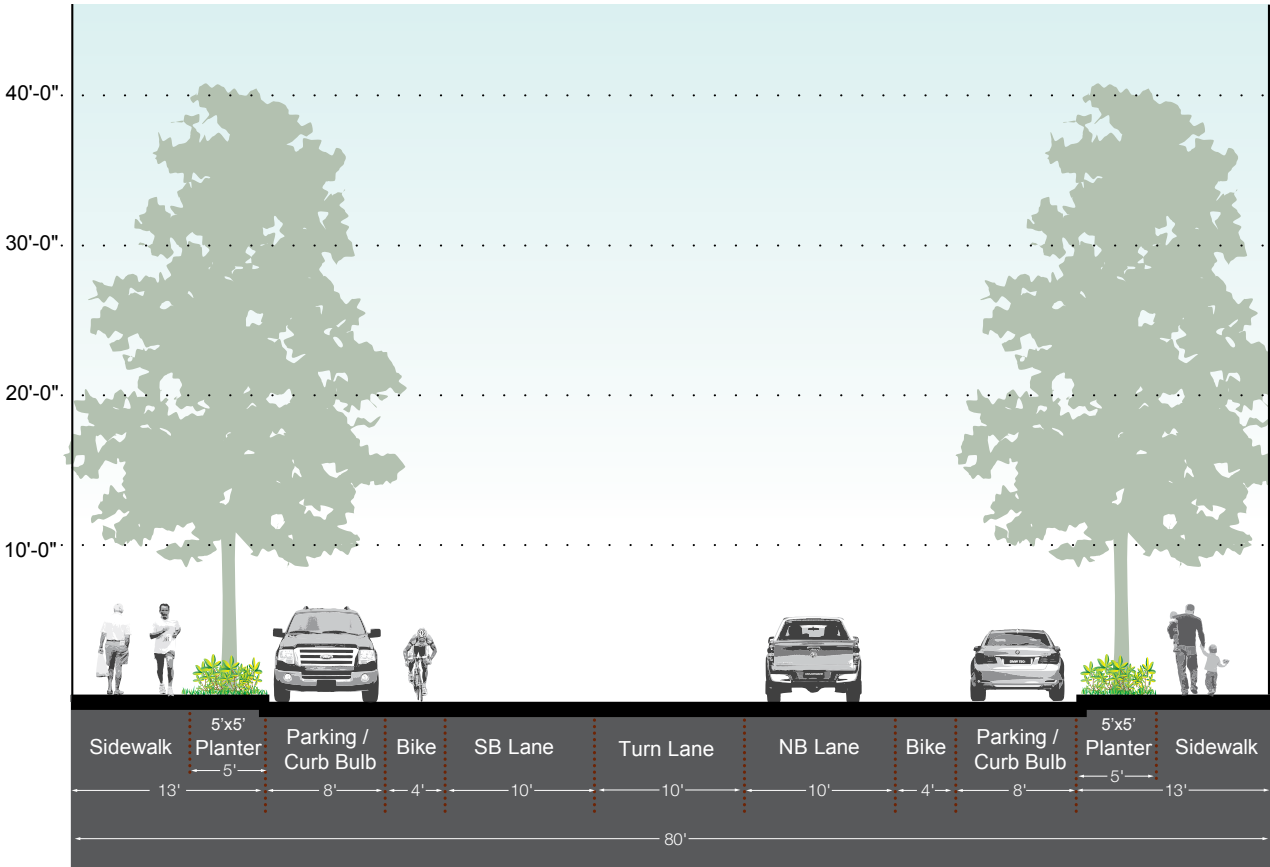 40'-0"
30'-0"
20'-0"
10'-0"
Sidewalk
5'x5'
Planter
5'
Parking /
Curb Bulb
Bike
SB Lane
Turn Lane
NB Lane
Bike
Parking /
Curb Bulb
5'x5'
Planter
5'
Sidewalk
13'
8'
4'
10'
10'
10'
4'
8'
13'
80'